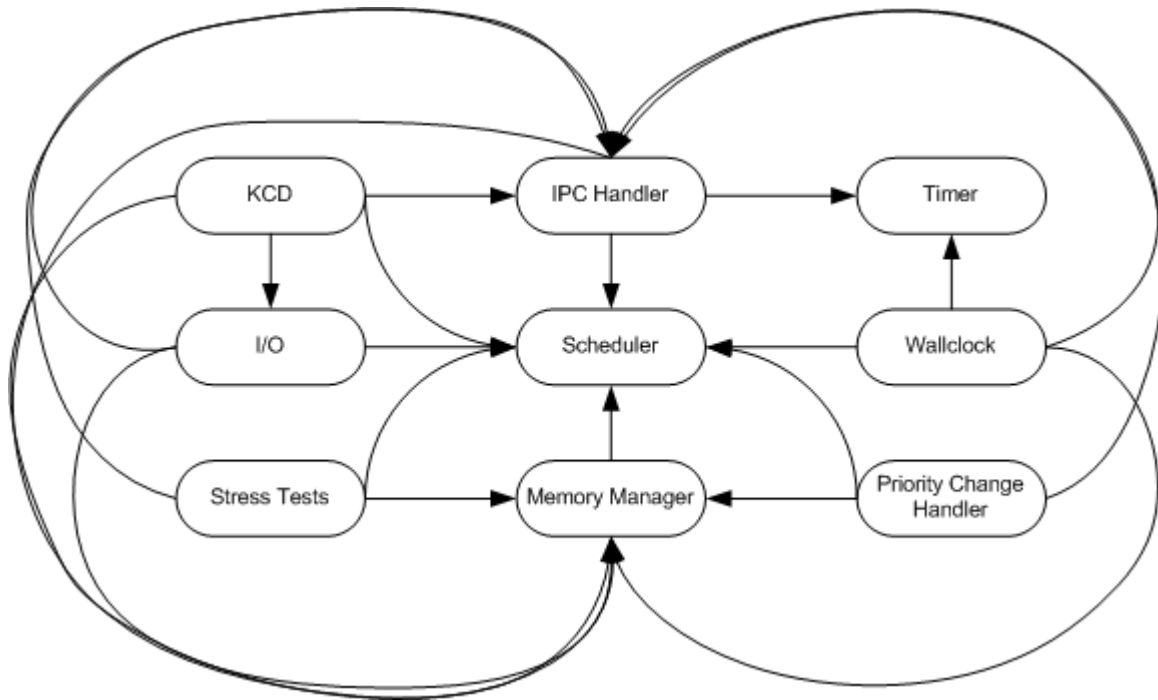 KCD
IPC Handler
Timer
I/O
Scheduler
Wallclock
Stress Tests
Memory Manager
Priority Change
Handler